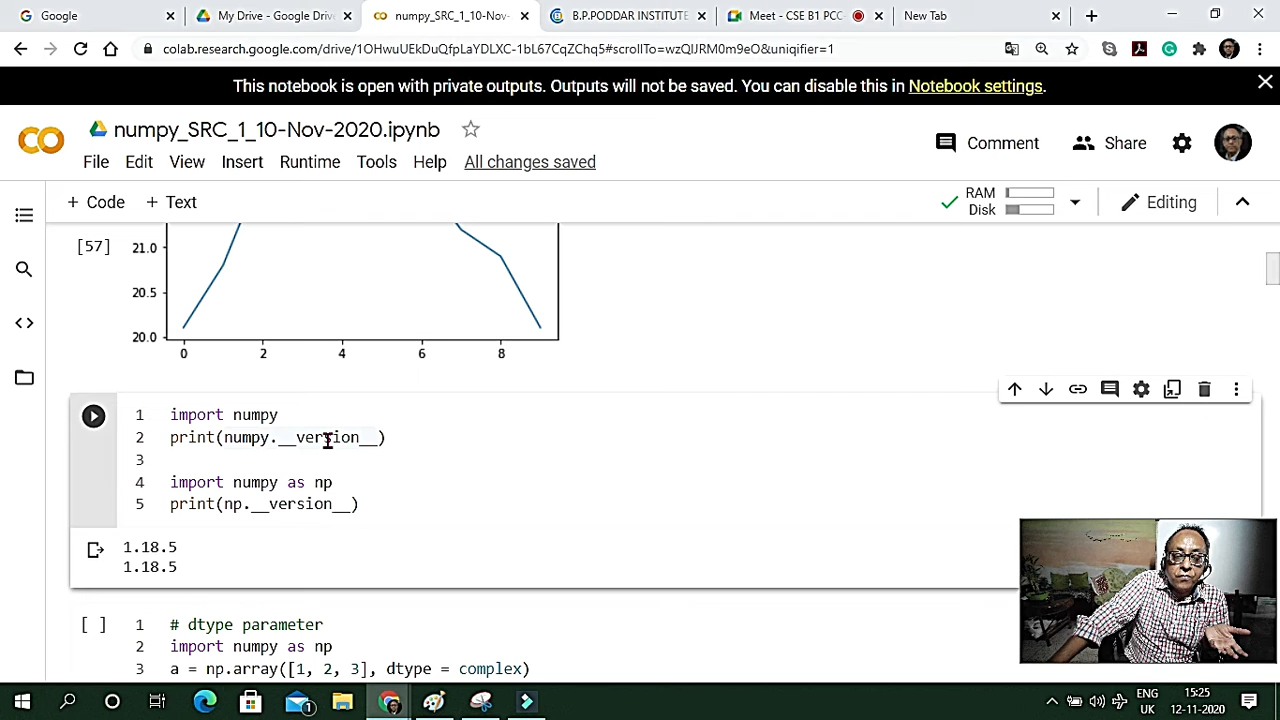 Google
My Drive - Google Driv
numpy_SRC_1_10-Nov-
B.P.PODDAR INSTITUTE
Meet - CSE B1 PCC-
New Tab
colab.research.google.com/drive/1OHwuUEkDuQfpLaYDLXC-1bL67CqZChq5#scrollTo=wzQlJRM0m9eO&uniqifier=1
This notebook is open with private outputs. Outputs will not be saved. You can disable this in Notebook settings.
numpy_SRC_1_10-Nov-2020.ipynb
Comment
Share
File Edit View Insert Runtime Tools Help All changes saved
+ Code + Text
RAM
Disk
Editing
[57]
21.0
20.5
20.0
0 2 4 6 8
1 import numpy
2 print(numpy.__version__)
3
4 import numpy as np
5 print(np.__version__)
1.18.5
1.18.5
[ ] 1 # dtype parameter
2 import numpy as np
3 a = np.array([1, 2, 3], dtype = complex)
1
ENG
UK
15:25
12-11-2020